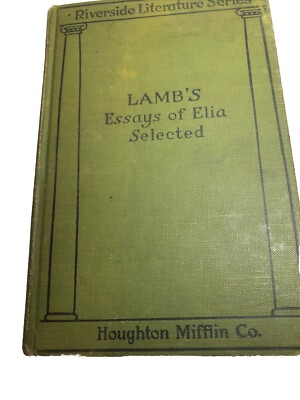 · Riverside Literature Series
LAMB'S
Essays of Elia
Selected
Houghton Mifflin Co.